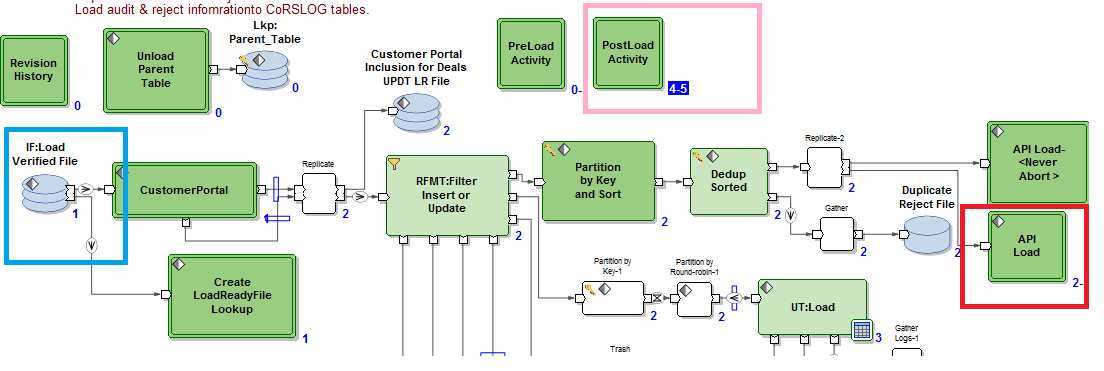 Load audit & reject infomrationto CoRSLOG tables.
Revision
History
0
Unload
Parent
Table
0
Lkp:
Parent_Table
0
Customer Portal
Inclusion for Deals
UPDT LR File
2
PreLoad
Activity
0-
PostLoad
Activity
4-5
IF:Load
Verified File
1
CustomerPortal
1
Replicate
2
RFMT:Filter
Insert or
Update
2
Partition
by Key
and Sort
2
Dedup
Sorted
2
Replicate-2
2
API Load-
<Never
Abort >
Duplicate
Reject File
2
Gather
2
API
Load
2-
Create
LoadReadyFile
Lookup
1
Partition by
Key-1
2
Partition by
Round-robin-1
2
UT:Load
3
Gather
Logs-1
Trash